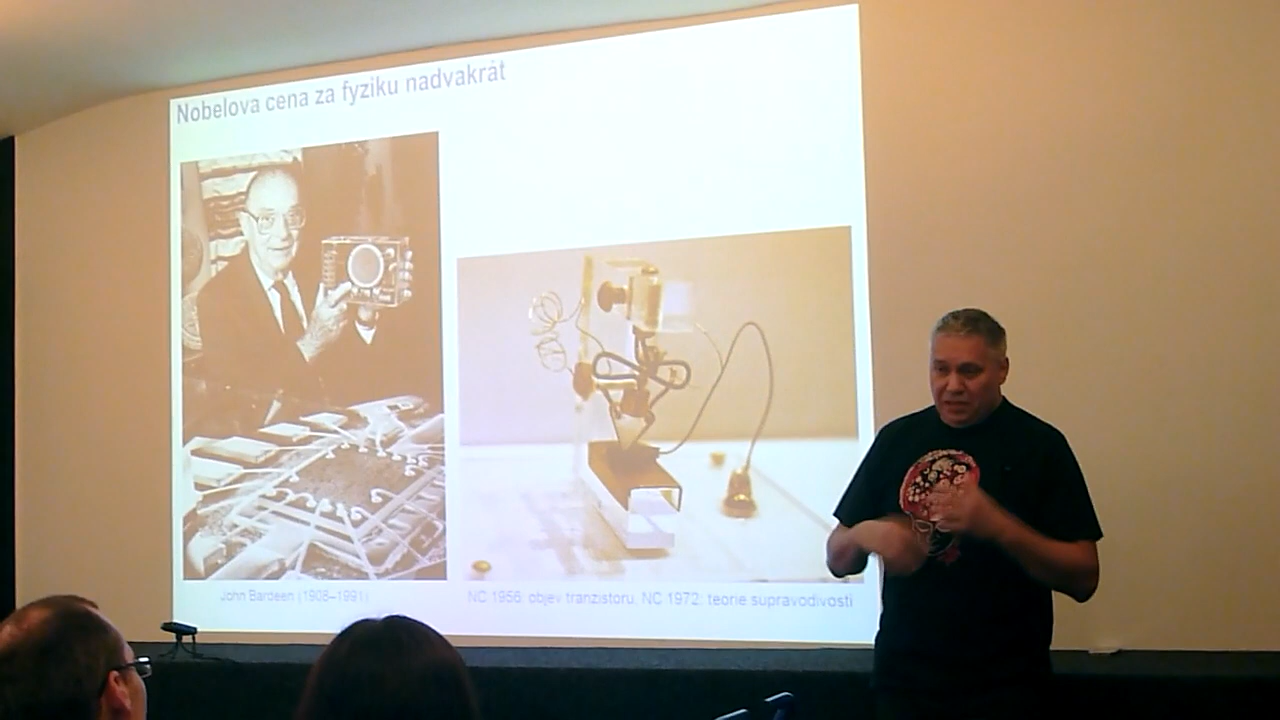 Nobelova cena za fyziku nadvakrát
John Bardeen (1908–1991)
NC 1956: objev tranzistoru, NC 1972: teorie supravodivosti